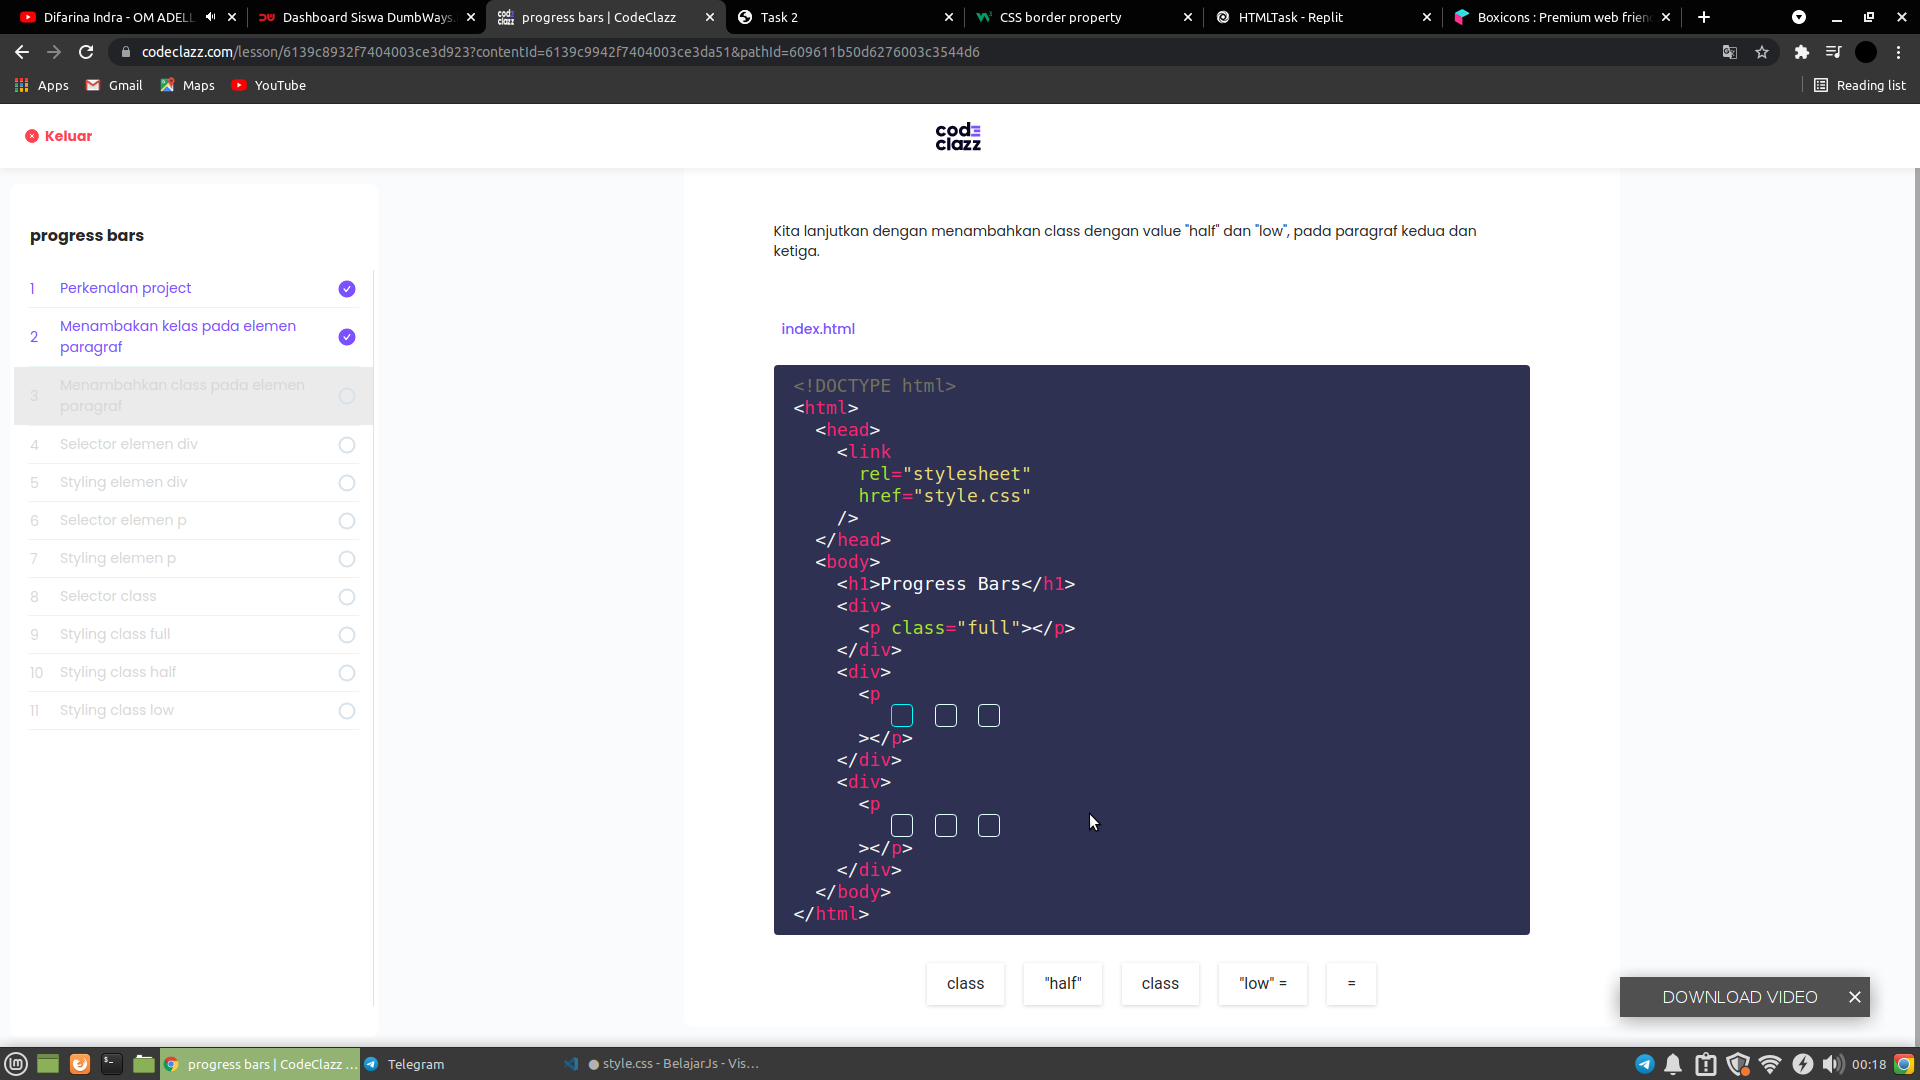 Difarina Indra - OM ADELL
Dashboard Siswa DumbWays.
progress bars | CodeClazz
Task 2
CSS border property
HTMLTask - Replit
Boxicons : Premium web frien
codeclazz.com/lesson/6139c8932f7404003ce3d923?contentId=6139c9942f7404003ce3da51&pathId=609611b50d6276003c3544d6
Apps
Gmail
Maps
YouTube
Reading list
Keluar
code
clazz
progress bars
1 Perkenalan project
2 Menambakan kelas pada elemen
paragraf
3 Menambahkan class pada elemen
paragraf
4 Selector elemen div
5 Styling elemen div
6 Selector elemen p
7 Styling elemen p
8 Selector class
9 Styling class full
10 Styling class half
11 Styling class low
Kita lanjutkan dengan menambahkan class dengan value "half" dan "low", pada paragraf kedua dan
ketiga.
index.html
<!DOCTYPE html>
<html>
<head>
<link
rel="stylesheet"
href="style.css"
/>
</head>
<body>
<h1>Progress Bars</h1>
<div>
<p class="full"></p>
</div>
<div>
<p
></p>
</div>
<div>
<p
></p>
</div>
</body>
</html>
class
"half"
class
"low" =
=
DOWNLOAD VIDEO
progress bars | CodeClazz ...
Telegram
style.css - BelajarJs - Vis...
00:18